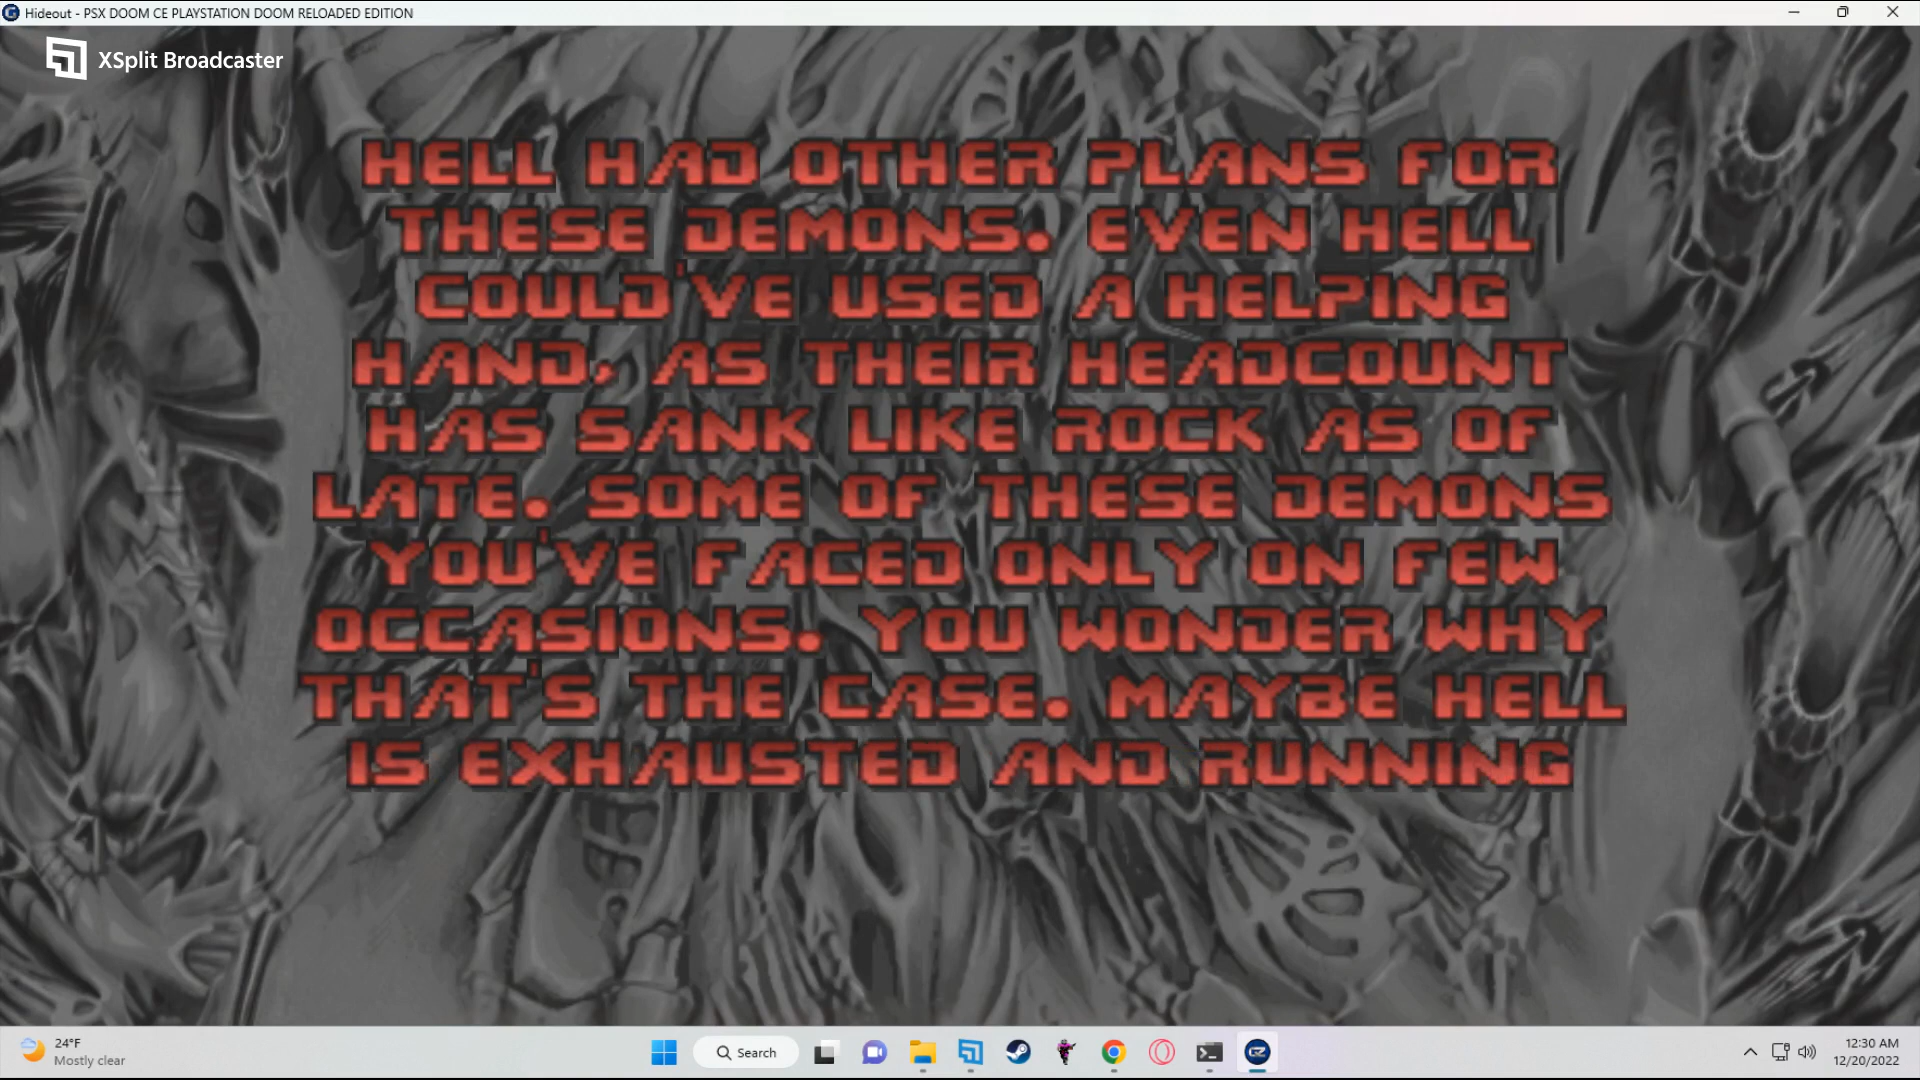 Hideout - PSX DOOM CE PLAYSTATION DOOM RELOADED EDITION
XSplit Broadcaster
HELL HAD OTHER PLANS FOR
THESE DEMONS. EVEN HELL
COULD'VE USED A HELPING
HAND, AS THEIR HEADCOUNT
HAS SANK LIKE ROCK AS OF
LATE. SOME OF THESE DEMONS
YOU'VE FACED ONLY ON FEW
OCCASIONS. YOU WONDER WHY
THAT'S THE CASE. MAYBE HELL
IS EXHAUSTED AND RUNNING
24°F
Mostly clear
Search
12:30 AM
12/20/2022